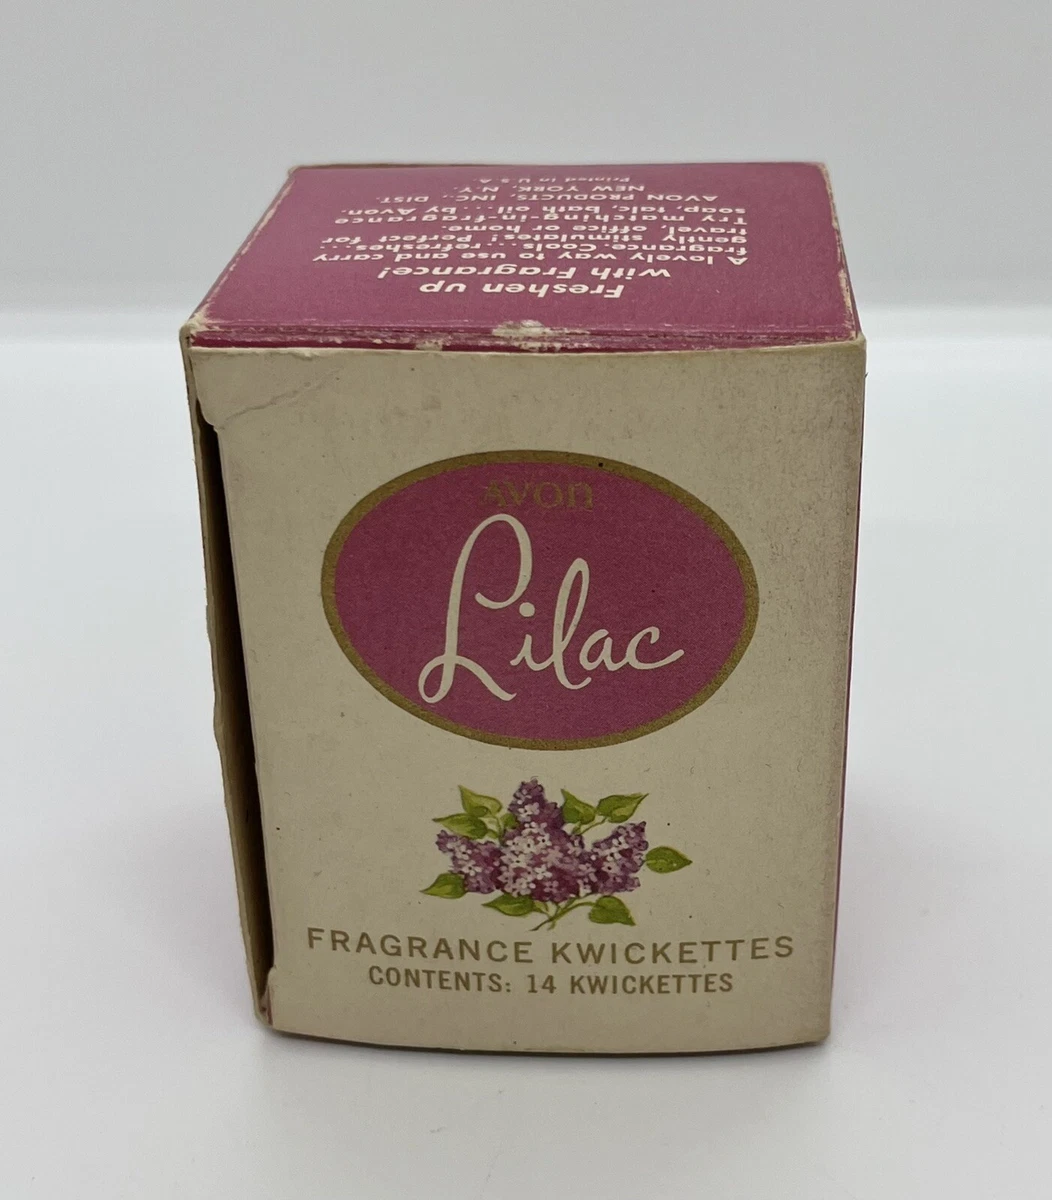 Freshen up
with Fragrance!
A lovely way to use and carry
fragrance. Cools...refreshes...
gently stimulates! Perfect for
travel, office or home.
Try matching-in-fragrance
soap, talc, bath oil...by Avon.
AVON PRODUCTS, INC., DIST.
NEW YORK, N.Y.
Printed in U.S.A.
AVON
Lilac
FRAGRANCE KWICKETTES
CONTENTS: 14 KWICKETTES